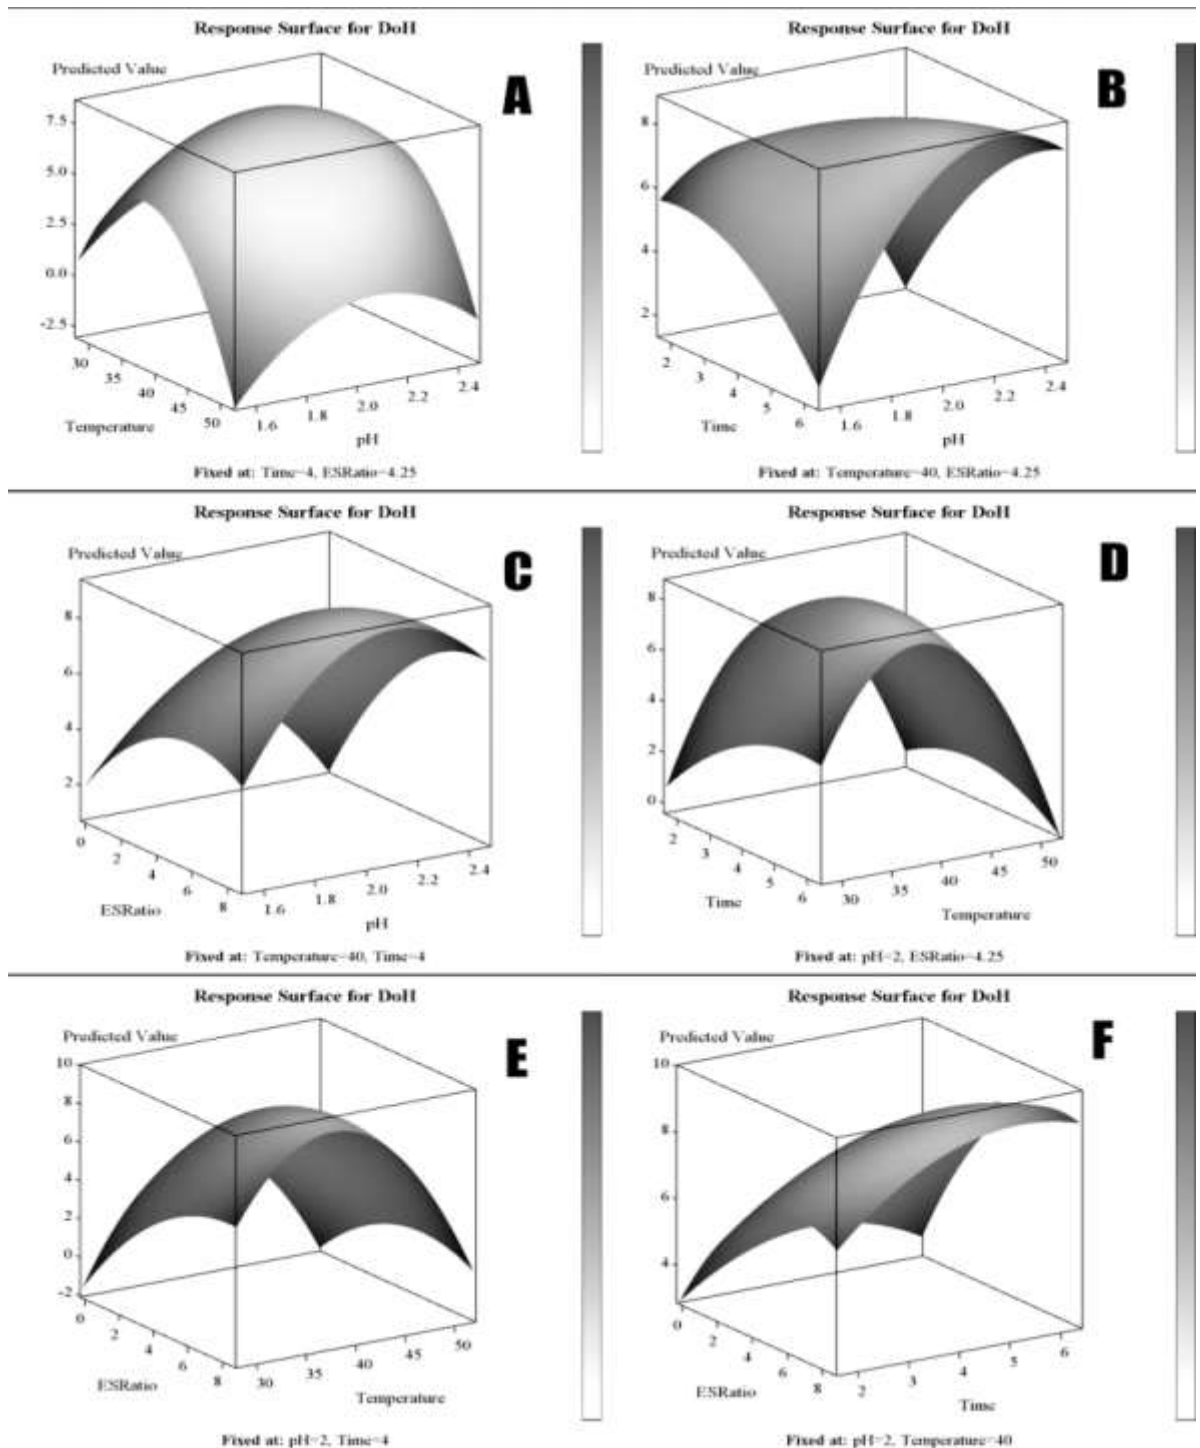 Response Surface for DoH
Predicted Value
A
7.5
5.0
2.5
0.0
-2.5
30
35
40
45
50
Temperature
1.6
1.8
2.0
2.2
2.4
pH
Fixed at: Time=4, ESRatio=4.25
Response Surface for DoH
Predicted Value
B
8
6
4
2
2
3
4
5
6
Time
1.6
1.8
2.0
2.2
2.4
pH
Fixed at: Temperature=40, ESRatio=4.25
Response Surface for DoH
Predicted Value
C
8
6
4
2
0
2
4
6
8
ESRatio
1.6
1.8
2.0
2.2
2.4
pH
Fixed at: Temperature=40, Time=4
Response Surface for DoH
Predicted Value
D
8
6
4
2
0
2
3
4
5
6
Time
30
35
40
45
50
Temperature
Fixed at: pH=2, ESRatio=4.25
Response Surface for DoH
Predicted Value
E
10
8
6
4
2
0
-2
0
2
4
6
8
ESRatio
30
35
40
45
50
Temperature
Fixed at: pH=2, Time=4
Response Surface for DoH
Predicted Value
F
10
8
6
4
0
2
4
6
8
ESRatio
2
3
4
5
6
Time
Fixed at: pH=2, Temperature=40